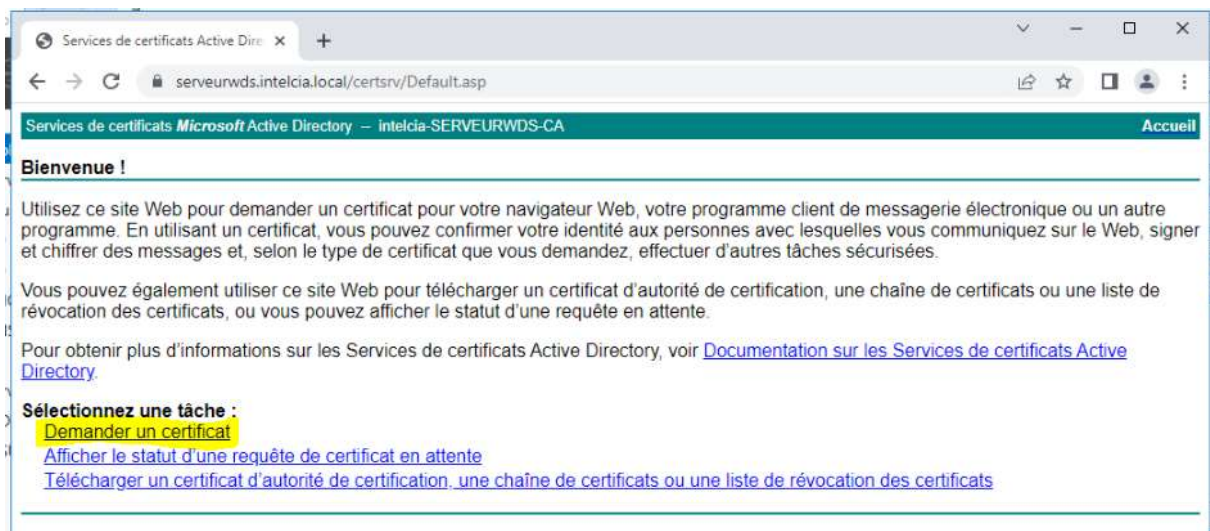 Services de certificats Active Dire
serveurwds.intelcia.local/certsrv/Default.asp
Services de certificats Microsoft Active Directory -- intelcia-SERVEURWDS-CA Accueil
Bienvenue !
Utilisez ce site Web pour demander un certificat pour votre navigateur Web, votre programme client de messagerie électronique ou un autre
programme. En utilisant un certificat, vous pouvez confirmer votre identité aux personnes avec lesquelles vous communiquez sur le Web, signer
et chiffrer des messages et, selon le type de certificat que vous demandez, effectuer d'autres tâches sécurisées.
Vous pouvez également utiliser ce site Web pour télécharger un certificat d'autorité de certification, une chaîne de certificats ou une liste de
révocation des certificats, ou vous pouvez afficher le statut d'une requête en attente.
Pour obtenir plus d'informations sur les Services de certificats Active Directory, voir Documentation sur les Services de certificats Active
Directory.
Sélectionnez une tâche :
Demander un certificat
Afficher le statut d'une requête de certificat en attente
Télécharger un certificat d'autorité de certification, une chaîne de certificats ou une liste de révocation des certificats